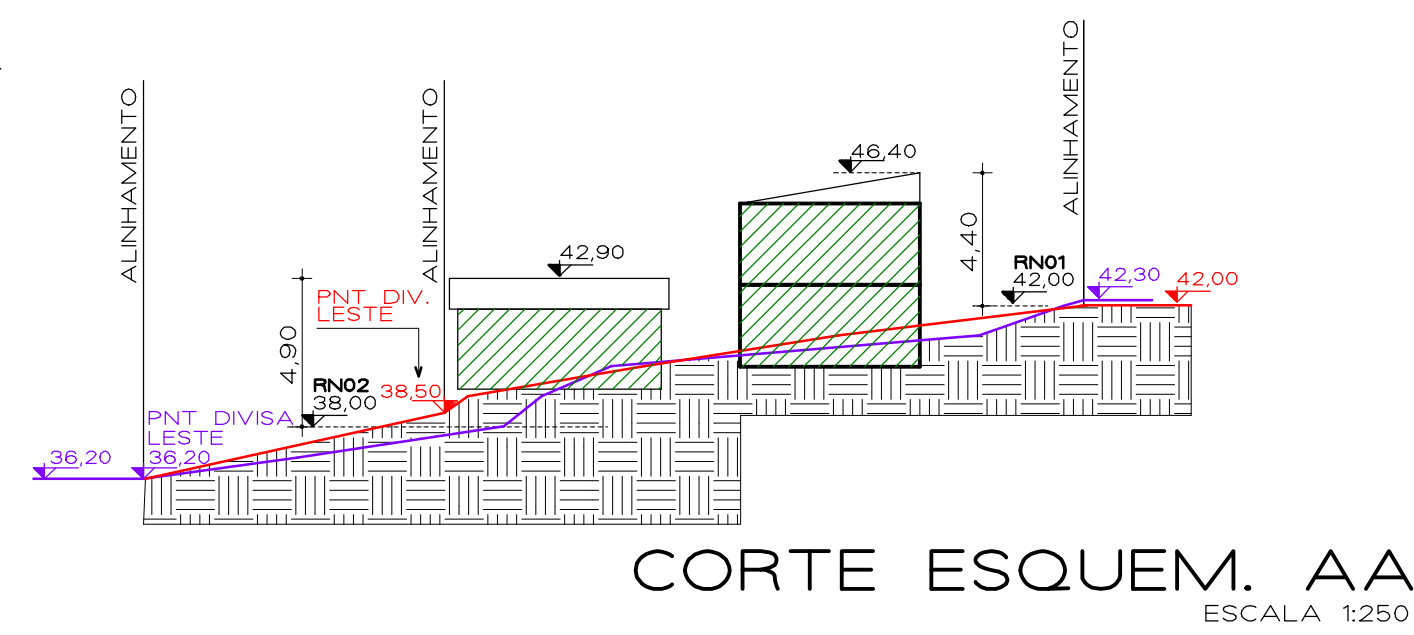 ALINHAMENTO
ALINHAMENTO
ALINHAMENTO
46,40
4,40
RN01
42,00
42,30
42,00
42,90
PNT DIV.
LESTE
4,90
RN02
38,00
38,50
PNT DIVISA
LESTE
36,20
36,20
CORTE ESQUEM. AA
ESCALA 1:250